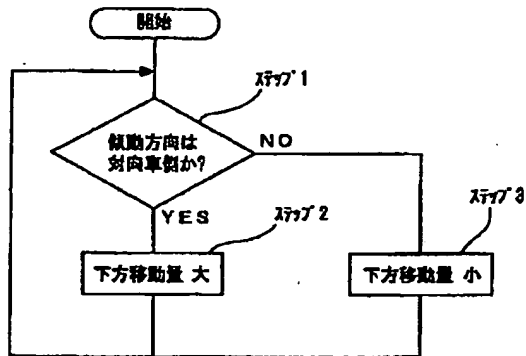 開始
ステップ1
傾動方向は
対向車側か?
NO
YES
ステップ2
ステップ3
下方移動量 大
下方移動量 小